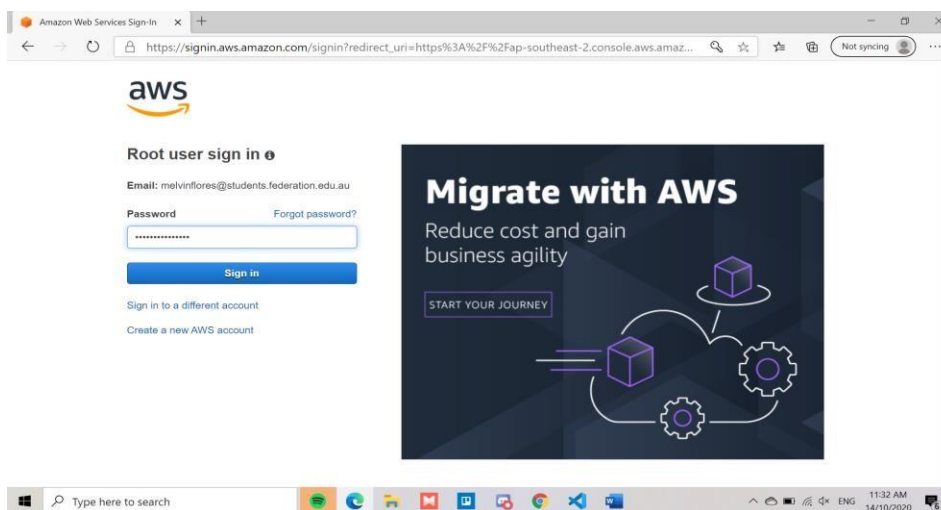 Amazon Web Services Sign-In
https://signin.aws.amazon.com/signin?redirect_uri=https%3A%2F%2Fap-southeast-2.console.aws.amaz...
Not syncing
aws
Root user sign in
Email: melvinflores@students.federation.edu.au
Password Forgot password?
Sign in
Sign in to a different account
Create a new AWS account
Migrate with AWS
Reduce cost and gain
business agility
START YOUR JOURNEY
Type here to search
ENG
11:32 AM
14/10/2020
6